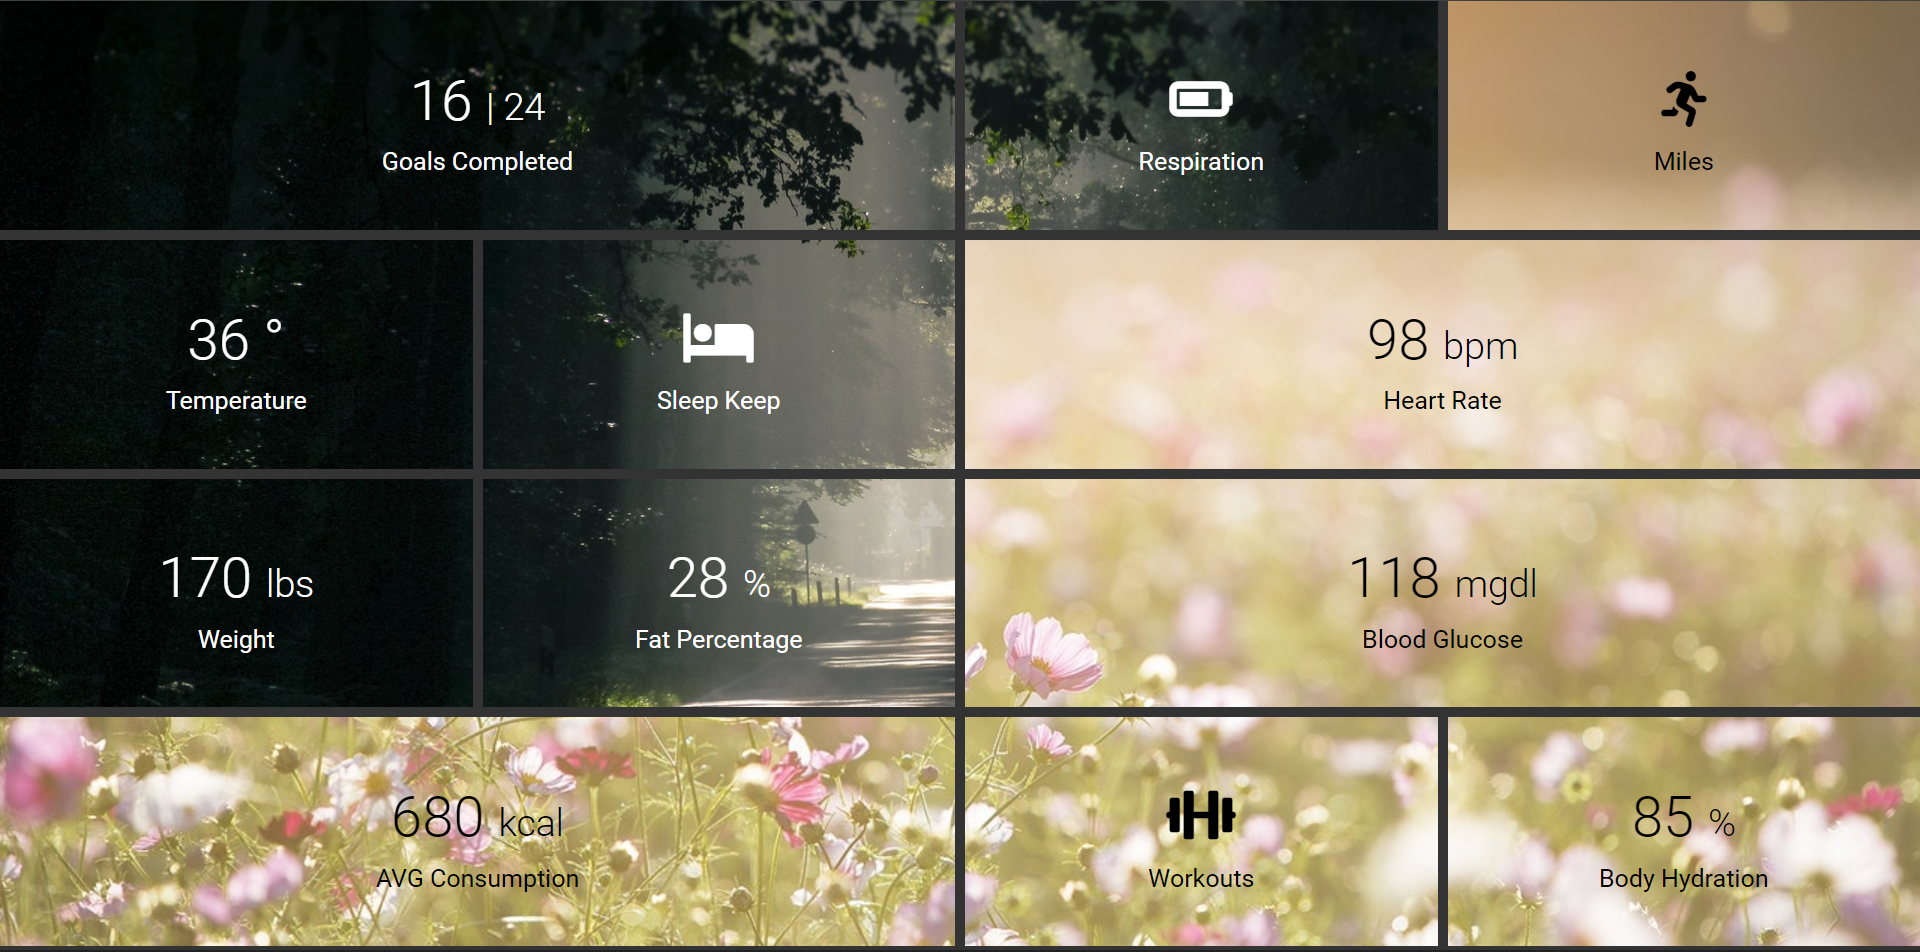 16 | 24
Goals Completed
Respiration
Miles
36 °
Temperature
Sleep Keep
98 bpm
Heart Rate
170 lbs
Weight
28 %
Fat Percentage
118 mgdl
Blood Glucose
680 kcal
AVG Consumption
Workouts
85 %
Body Hydration